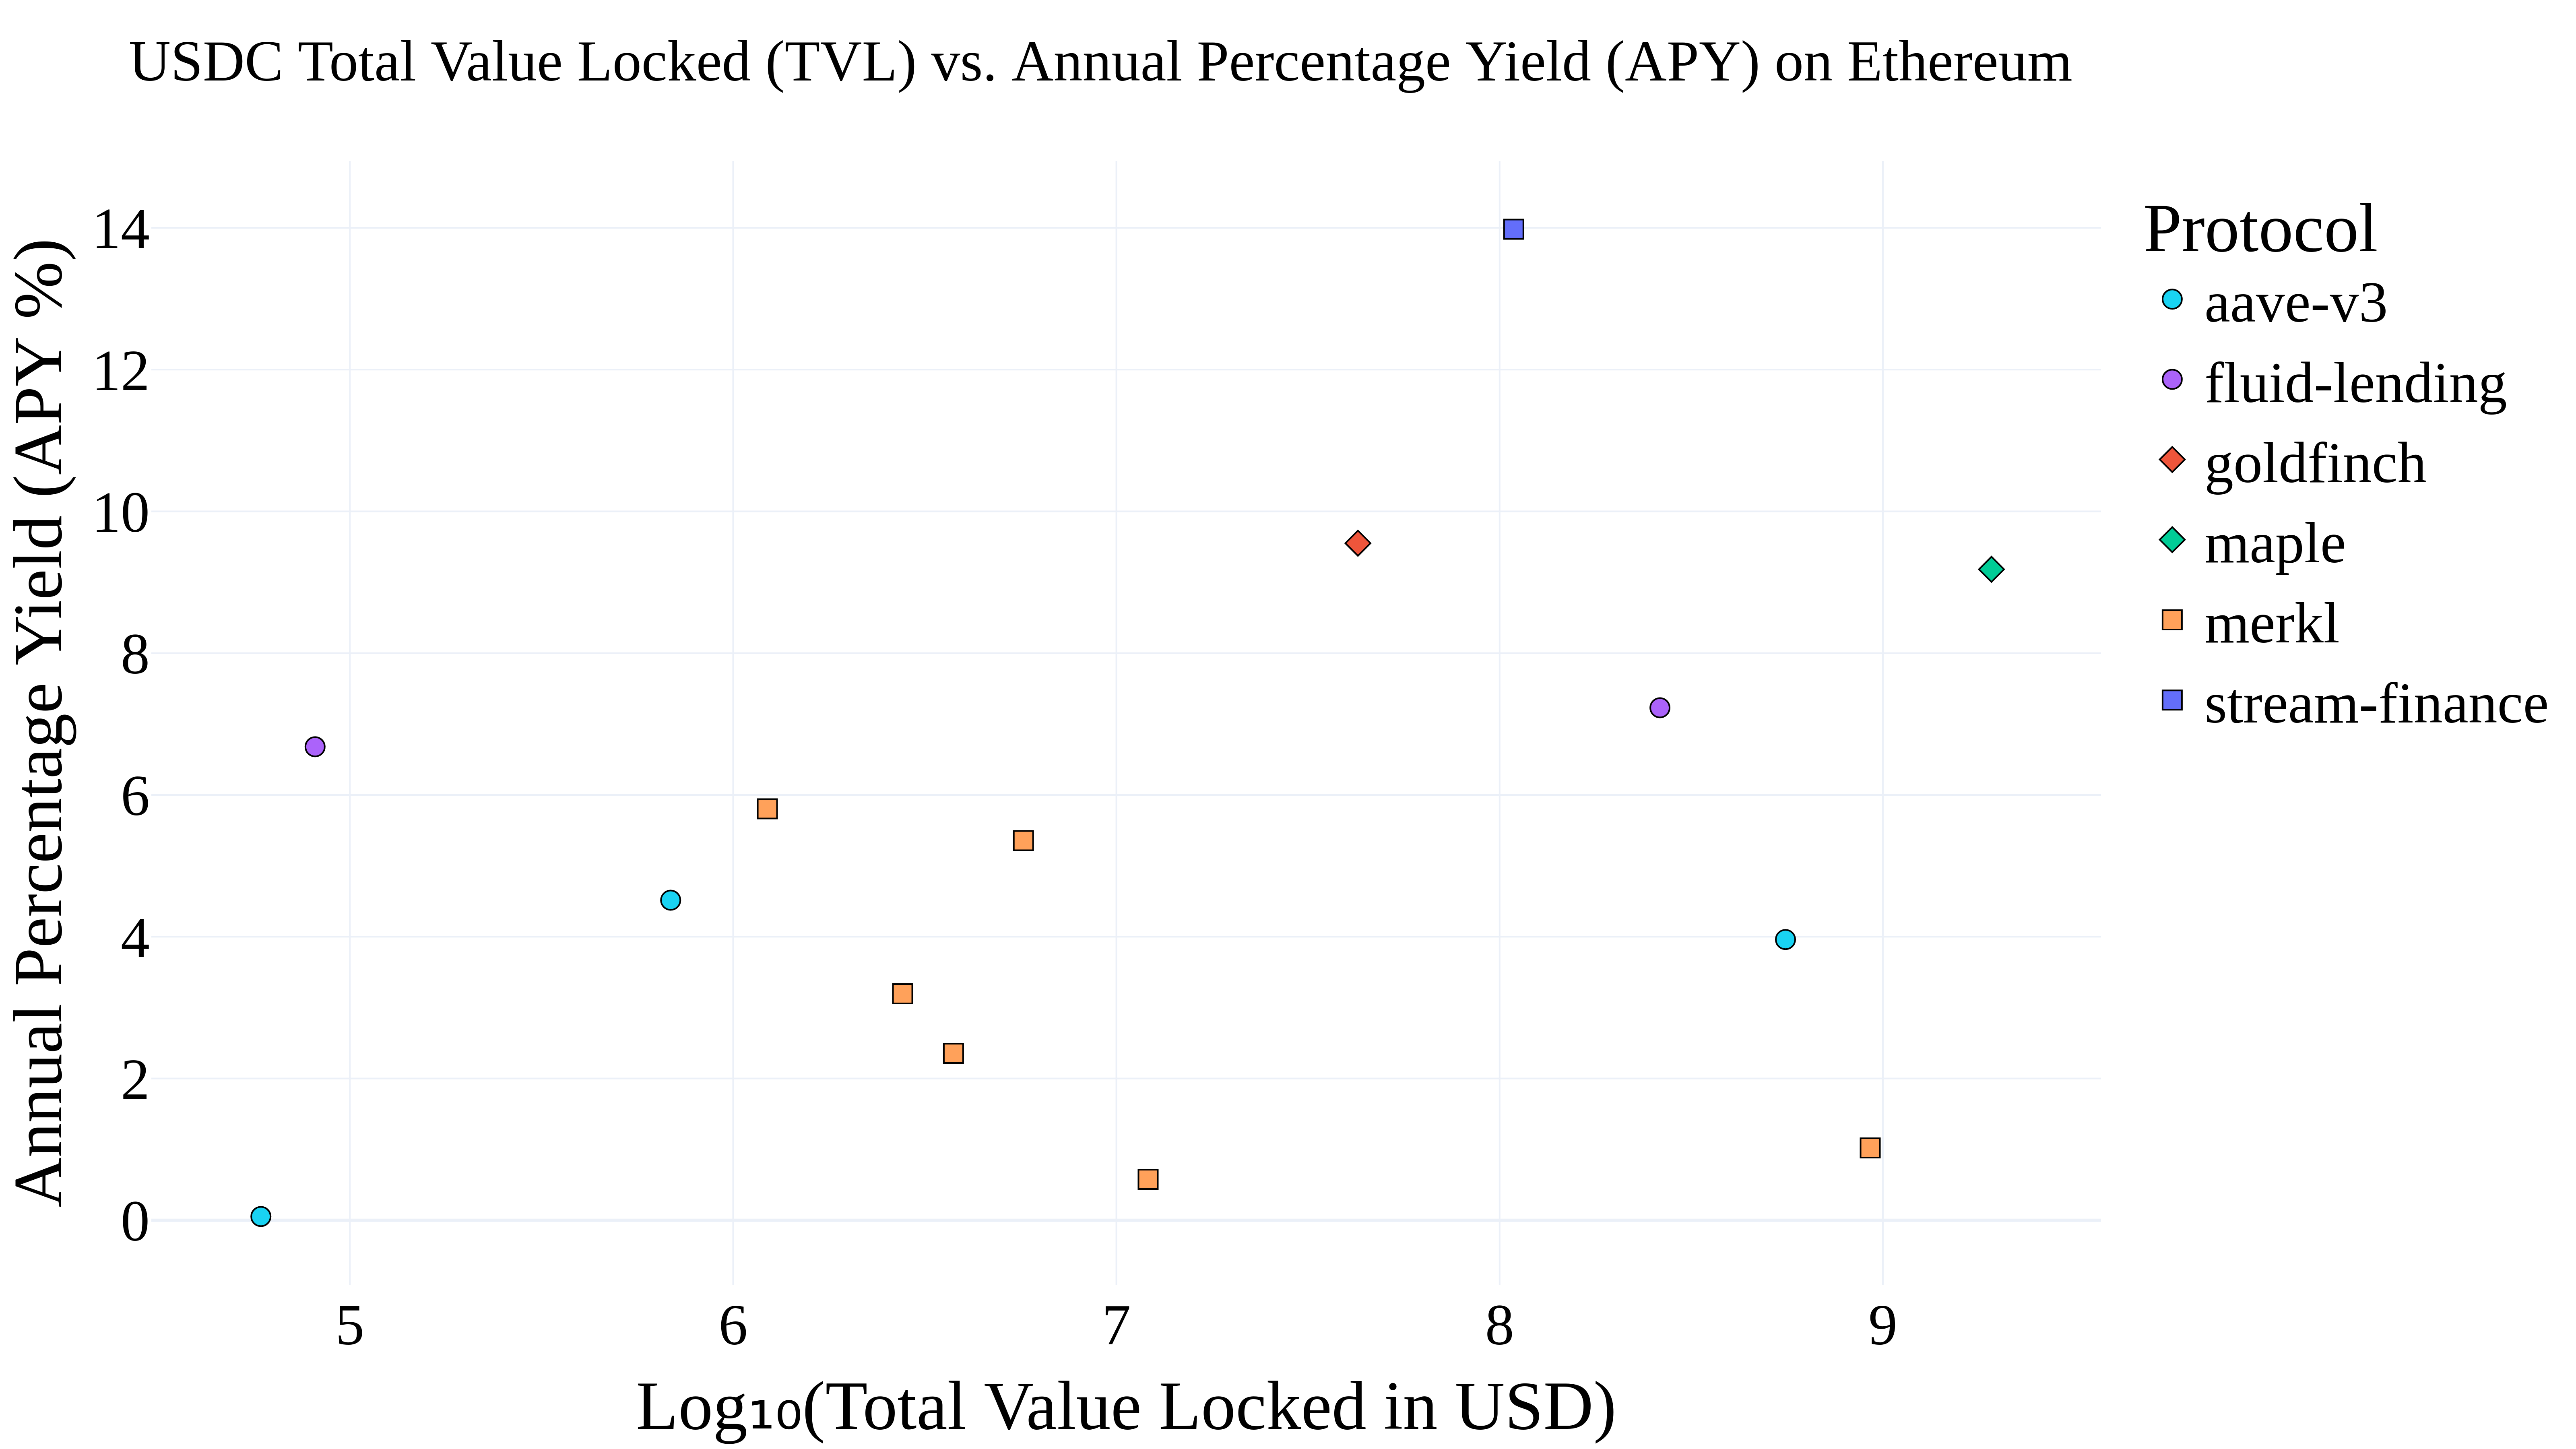 USDC Total Value Locked (TVL) vs. Annual Percentage Yield (APY) on Ethereum
Annual Percentage Yield (APY %)
14
12
10
8
6
4
2
0
5
6
7
8
9
Log₁₀(Total Value Locked in USD)
Protocol
aave-v3
fluid-lending
goldfinch
maple
merkl
stream-finance